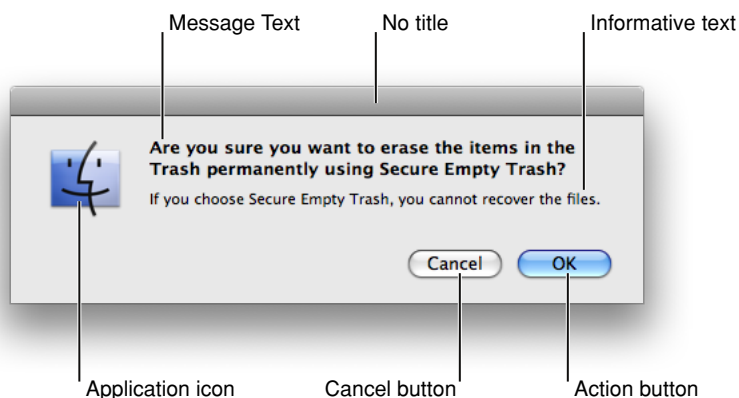 Message Text
No title
Informative text
Are you sure you want to erase the items in the
Trash permanently using Secure Empty Trash?
If you choose Secure Empty Trash, you cannot recover the files.
Cancel
OK
Application icon
Cancel button
Action button